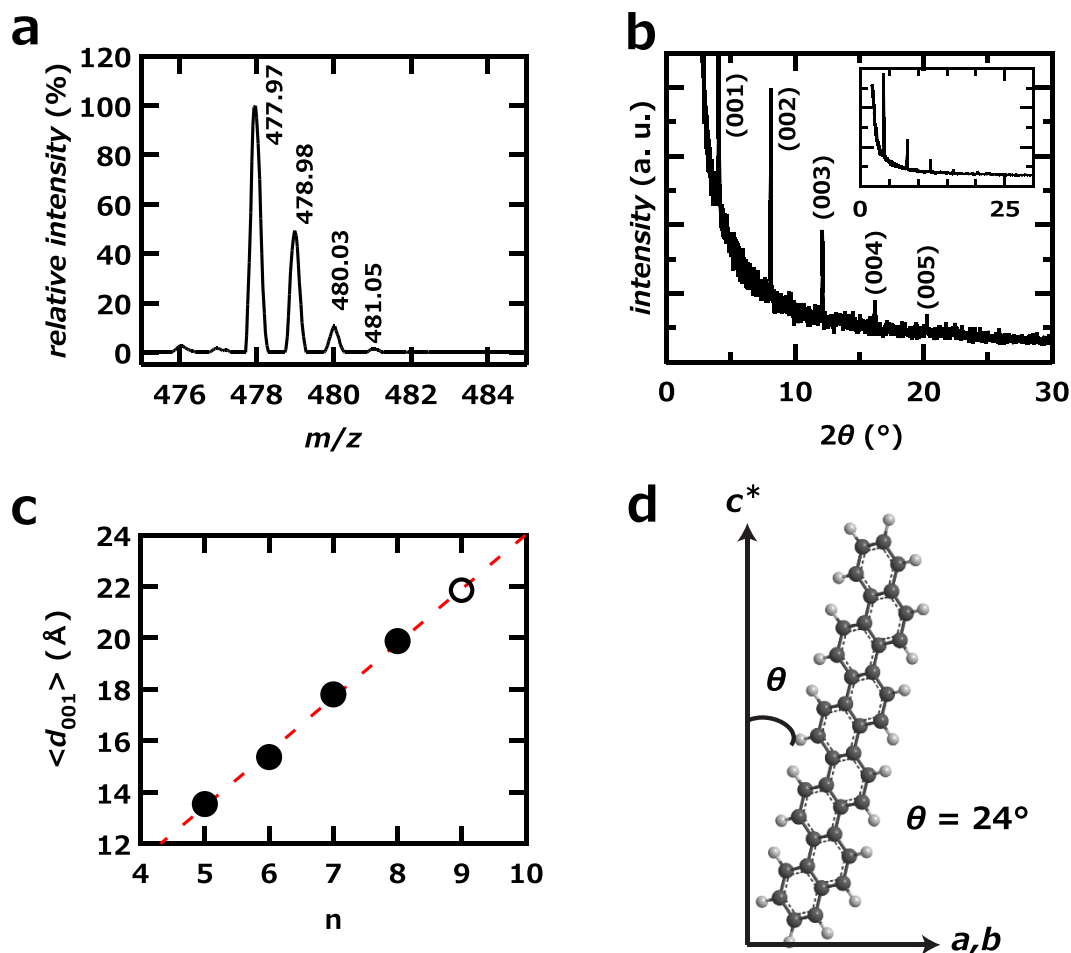 a
120
100
80
60
40
20
0
relative intensity (%)
477.97
478.98
480.03
481.05
476 478 480 482 484
m/z
b
intensity (a. u.)
(001)
(002)
(003)
(004)
(005)
0 25
0 10 20 30
2θ (°)
c
24
22
20
18
16
14
12
<d001> (Å)
4 5 6 7 8 9 10
n
d
c*
θ
θ = 24°
a,b